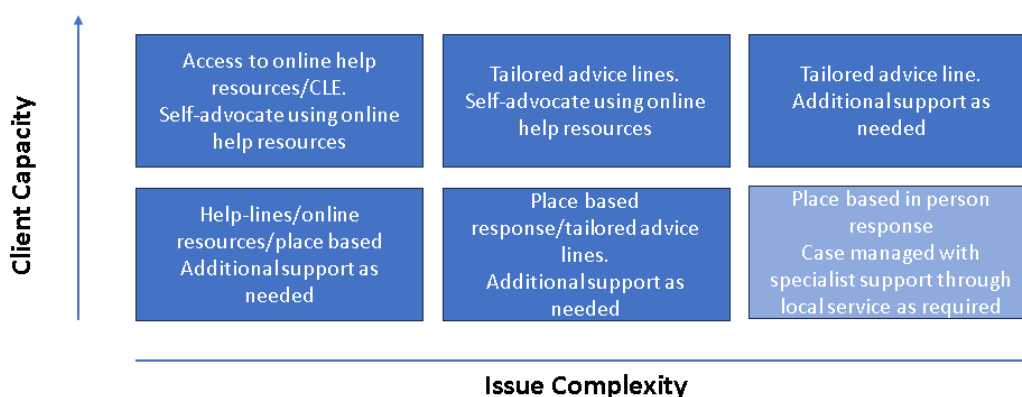 Client Capacity
Access to online help
resources/CLE.
Self-advocate using online
help resources
Tailored advice lines.
Self-advocate using online
help resources
Tailored advice line.
Additional support as
needed
Help-lines/online
resources/place based
Additional support as
needed
Place based
response/tailored advice
lines.
Additional support as
needed
Place based in person
response
Case managed with
specialist support through
local service as required
Issue Complexity